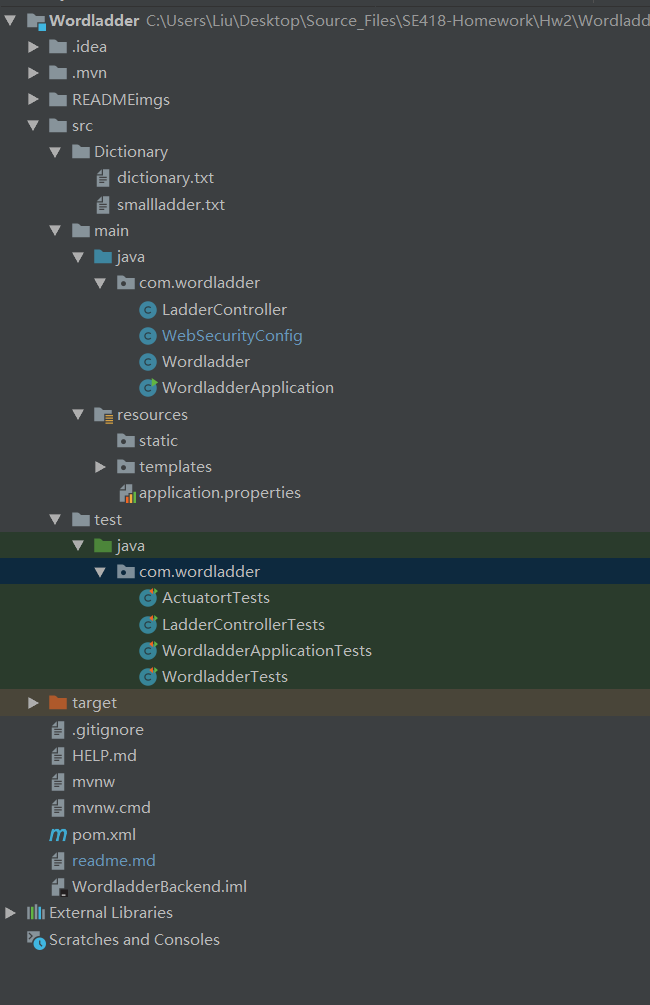 Wordladder C:\Users\Liu\Desktop\Source_Files\SE418-Homework\Hw2\Wordladd
.idea
.mvn
READMEimgs
src
Dictionary
dictionary.txt
smallladder.txt
main
java
com.wordladder
LadderController
WebSecurityConfig
Wordladder
WordladderApplication
resources
static
templates
application.properties
test
java
com.wordladder
ActuatortTests
LadderControllerTests
WordladderApplicationTests
WordladderTests
target
.gitignore
HELP.md
mvnw
mvnw.cmd
pom.xml
readme.md
WordladderBackend.iml
External Libraries
Scratches and Consoles